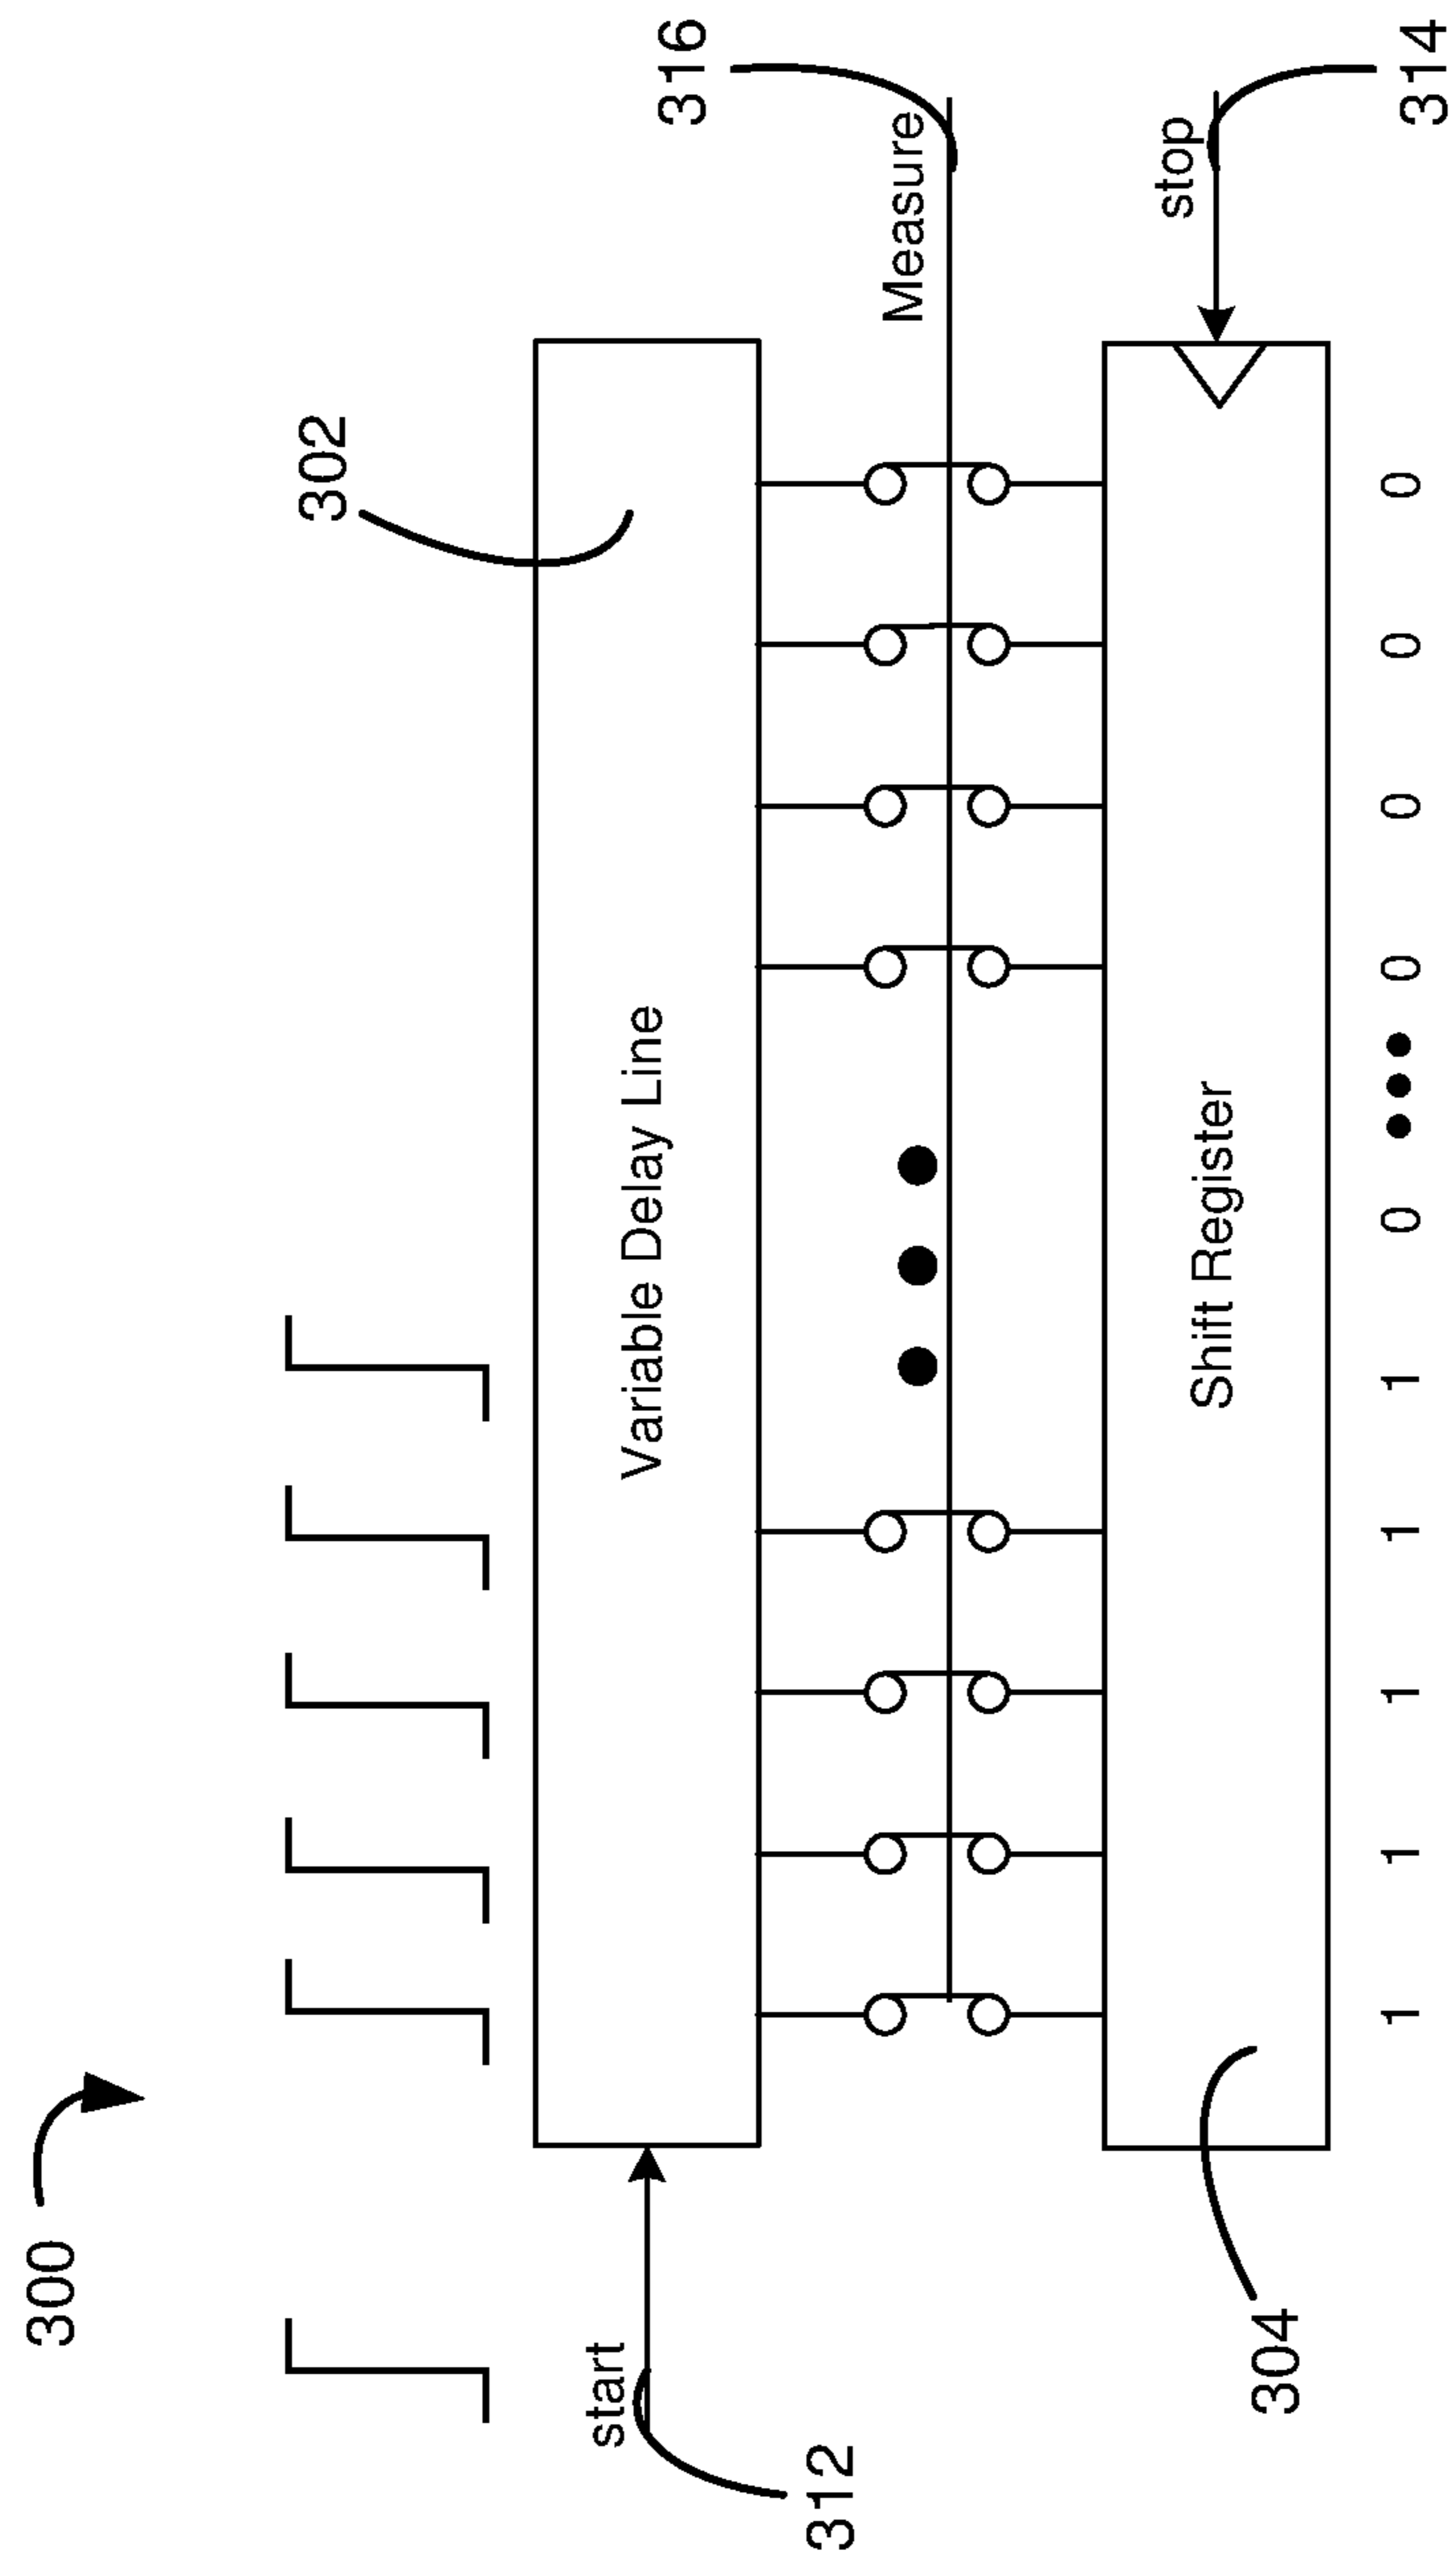 300
302
start
Variable Delay Line
316
312
Measure
stop
Shift Register
304
1 1 1 1 1 0 ••• 0 0 0 0
314